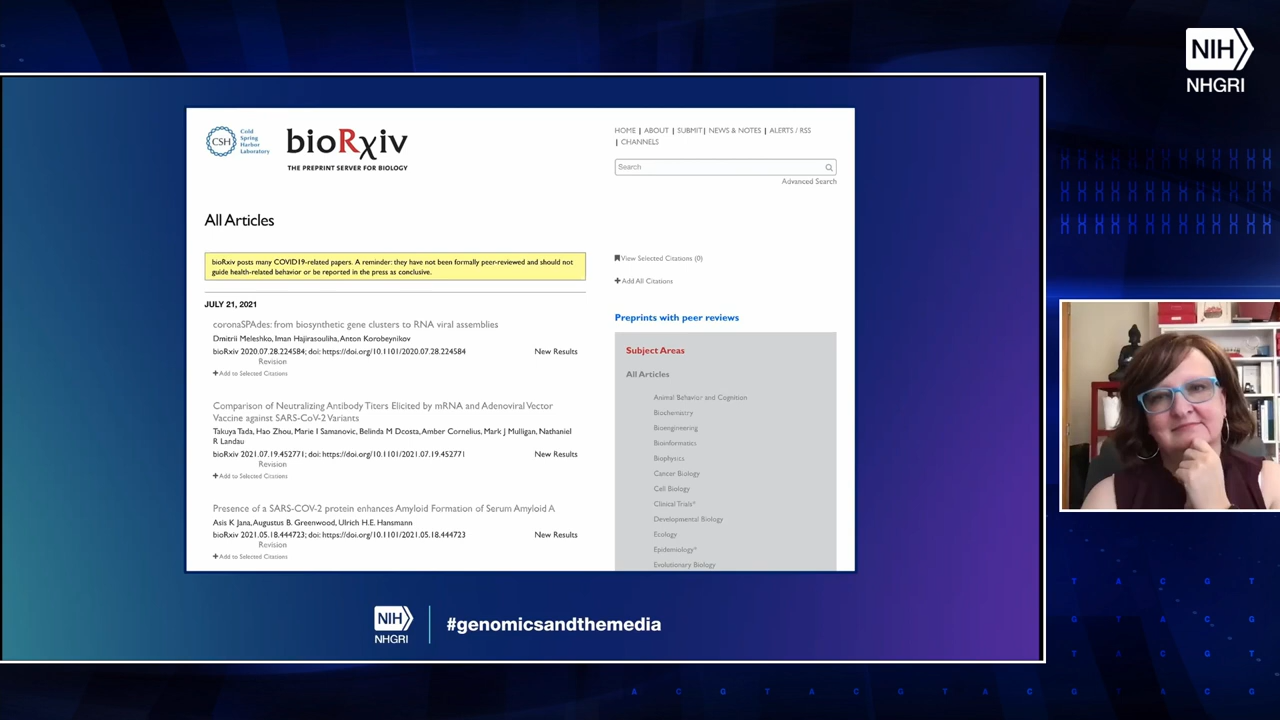 NIH
NHGRI
CSH
Cold
Spring
Harbor
Laboratory
bioRxiv
THE PREPRINT SERVER FOR BIOLOGY
HOME | ABOUT | SUBMIT| NEWS & NOTES | ALERTS / RSS
| CHANNELS
Search
Advanced Search
All Articles
bioRxiv posts many COVID19-related papers. A reminder: they have not been formally peer-reviewed and should not
guide health-related behavior or be reported in the press as conclusive.
JULY 21, 2021
coronaSPAdes: from biosynthetic gene clusters to RNA viral assemblies
Dmitrii Meleshko, Iman Hajirasouliha, Anton Korobeynikov
bioRxiv 2020.07.28.224584; doi: https://doi.org/10.1101/2020.07.28.224584 New Results
Revision
+Add to Selected Citations
Comparison of Neutralizing Antibody Titers Elicited by mRNA and Adenoviral Vector
Vaccine against SARS-CoV-2 Variants
Takuya Tada, Hao Zhou, Marie I Samanovic, Belinda M Dcosta, Amber Cornelius, Mark J Mulligan, Nathaniel
R Landau
bioRxiv 2021.07.19.452771; doi: https://doi.org/10.1101/2021.07.19.452771 New Results
Revision
+Add to Selected Citations
Presence of a SARS-COV-2 protein enhances Amyloid Formation of Serum Amyloid A
Asis K Jana, Augustus B. Greenwood, Ulrich H.E. Hansmann
bioRxiv 2021.05.18.444723; doi: https://doi.org/10.1101/2021.05.18.444723 New Results
Revision
+Add to Selected Citations
View Selected Citations (0)
+Add All Citations
Preprints with peer reviews
Subject Areas
All Articles
Animal Behavior and Cognition
Biochemistry
Bioengineering
Bioinformatics
Biophysics
Cancer Biology
Cell Biology
Clinical Trials*
Developmental Biology
Ecology
Epidemiology*
Evolutionary Biology
NIH
NHGRI
#genomicsandthemedia
T A C G T
T A C G T
T A C G T
A C G T A C G T A C G T A C G T